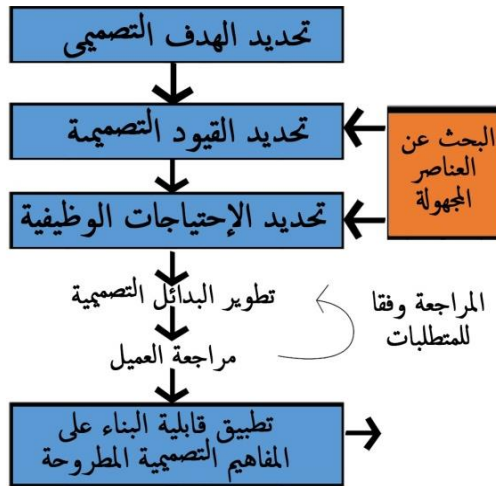 تحديد الهدف التصميمى
تحديد القيود التصميمة
البحث عن
العناصر
المجهولة
تحديد الإحتياجات الوظيفية
تطوير البدائل التصميمية
المراجعة وفقا
للمتطلبات
مراجعة العميل
تطبيق قابلية البناء على
المفاهيم التصميمية المطروحة